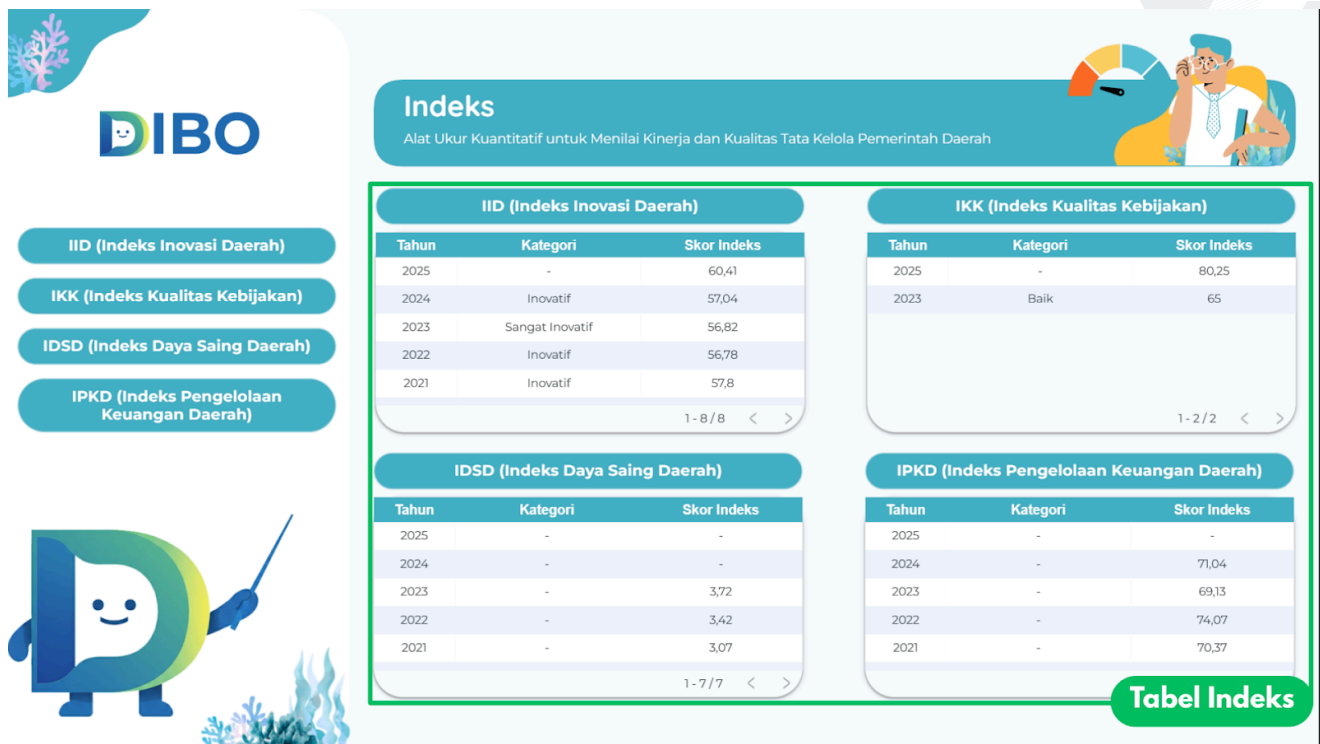 DIBO
IID (Indeks Inovasi Daerah)
IKK (Indeks Kualitas Kebijakan)
IDSD (Indeks Daya Saing Daerah)
IPKD (Indeks Pengelolaan
Keuangan Daerah)
Indeks
Alat Ukur Kuantitatif untuk Menilai Kinerja dan Kualitas Tata Kelola Pemerintah Daerah
IID (Indeks Inovasi Daerah)
Tahun Kategori Skor Indeks
2025 - 60,41
2024 Inovatif 57,04
2023 Sangat Inovatif 56,82
2022 Inovatif 56,78
2021 Inovatif 57,8
1 - 8 / 8 < >
IKK (Indeks Kualitas Kebijakan)
Tahun Kategori Skor Indeks
2025 - 80,25
2023 Baik 65
1 - 2 / 2 < >
IDSD (Indeks Daya Saing Daerah)
Tahun Kategori Skor Indeks
2025 - -
2024 - -
2023 - 3,72
2022 - 3,42
2021 - 3,07
1 - 7 / 7 < >
IPKD (Indeks Pengelolaan Keuangan Daerah)
Tahun Kategori Skor Indeks
2025 - -
2024 - 71,04
2023 - 69,13
2022 - 74,07
2021 - 70,37
Tabel Indeks